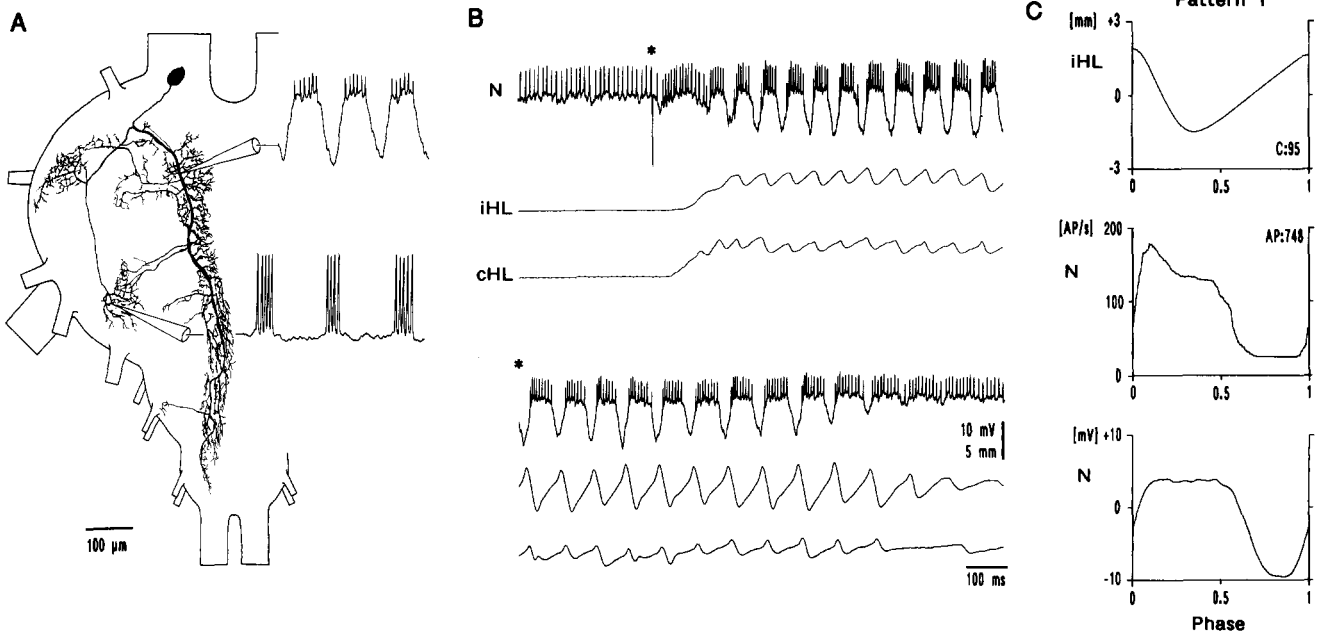 A
100 µm
B
*
N
iHL
cHL
*
10 mV
5 mm
100 ms
C
Pattern 1
[mm] +3
iHL
0
C:95
-3
0 0.5 1
[AP/s] 200
AP:748
N
100
0
0 0.5 1
[mV] +10
N
0
-10
0 0.5 1
Phase